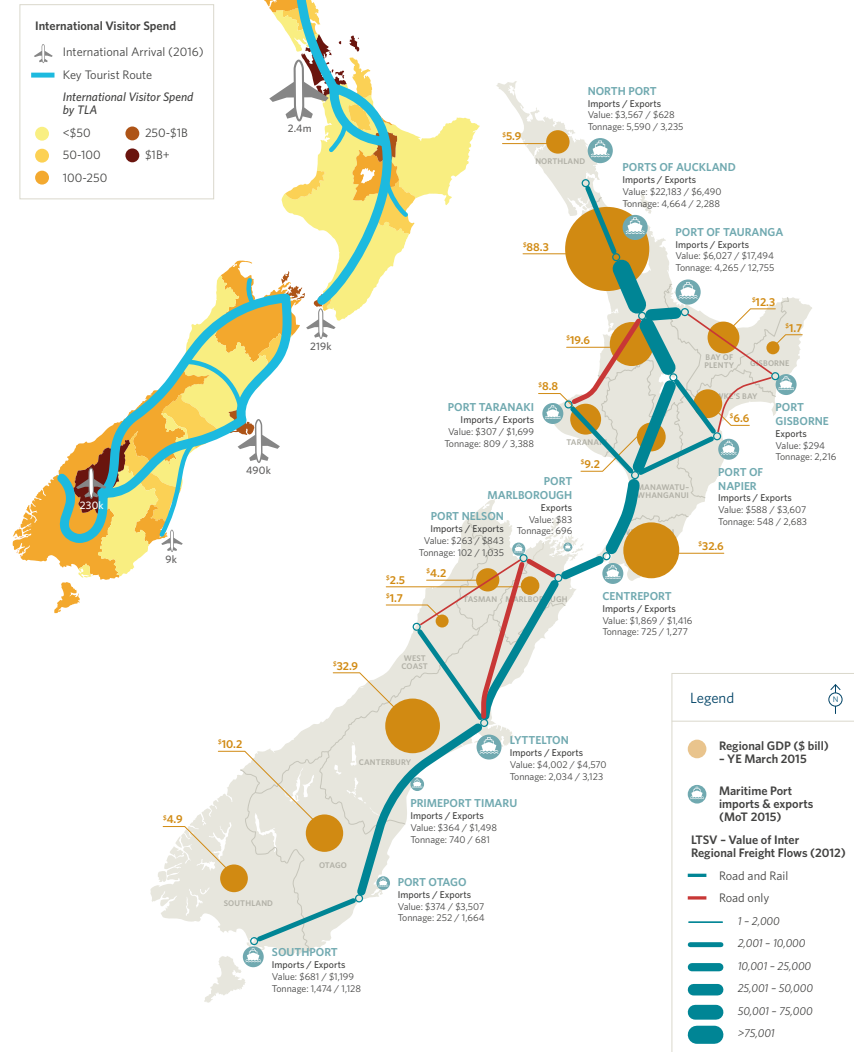 International Visitor Spend
International Arrival (2016)
Key Tourist Route
International Visitor Spend
by TLA
<$50
250-$1B
50-100
$1B+
100-250
2.4m
219k
490k
230k
9k
NORTH PORT
Imports / Exports
Value: $3,567 / $628
Tonnage: 5,590 / 3,235
$5.9
NORTHLAND
PORTS OF AUCKLAND
Imports / Exports
Value: $22,183 / $6,490
Tonnage: 4,664 / 2,288
$88.3
PORT OF TAURANGA
Imports / Exports
Value: $6,027 / $17,494
Tonnage: 4,265 / 12,755
$12.3
$1.7
$19.6
BAY OF
PLENTY
GISBORNE
$8.8
$6.6
PORT TARANAKI
Imports / Exports
Value: $307 / $1,699
Tonnage: 809 / 3,388
PORT
GISBORNE
Exports
Value: $294
Tonnage: 2,216
$9.2
MANAWATU-
WHANGANUI
PORT OF
NAPIER
Imports / Exports
Value: $588 / $3,607
Tonnage: 548 / 2,683
PORT
MARLBOROUGH
Exports
Value: $83
Tonnage: 696
PORT NELSON
Imports / Exports
Value: $263 / $843
Tonnage: 102 / 1,035
$32.6
$4.2
$2.5
$1.7
TASMAN
MARLBOROUGH
CENTREPORT
Imports / Exports
Value: $1,869 / $1,416
Tonnage: 725 / 1,277
WEST
COAST
$32.9
CANTERBURY
LYTTELTON
Imports / Exports
Value: $4,002 / $4,570
Tonnage: 2,034 / 3,123
$10.2
PRIMEPORT TIMARU
Imports / Exports
Value: $364 / $1,498
Tonnage: 740 / 681
$4.9
OTAGO
SOUTHLAND
PORT OTAGO
Imports / Exports
Value: $374 / $3,507
Tonnage: 252 / 1,664
SOUTHPORT
Imports / Exports
Value: $681 / $1,199
Tonnage: 1,474 / 1,128
Legend
N
Regional GDP ($ bill)
– YE March 2015
Maritime Port
imports & exports
(MoT 2015)
LTSV – Value of Inter
Regional Freight Flows (2012)
Road and Rail
Road only
1 – 2,000
2,001 – 10,000
10,001 – 25,000
25,001 – 50,000
50,001 – 75,000
>75,001